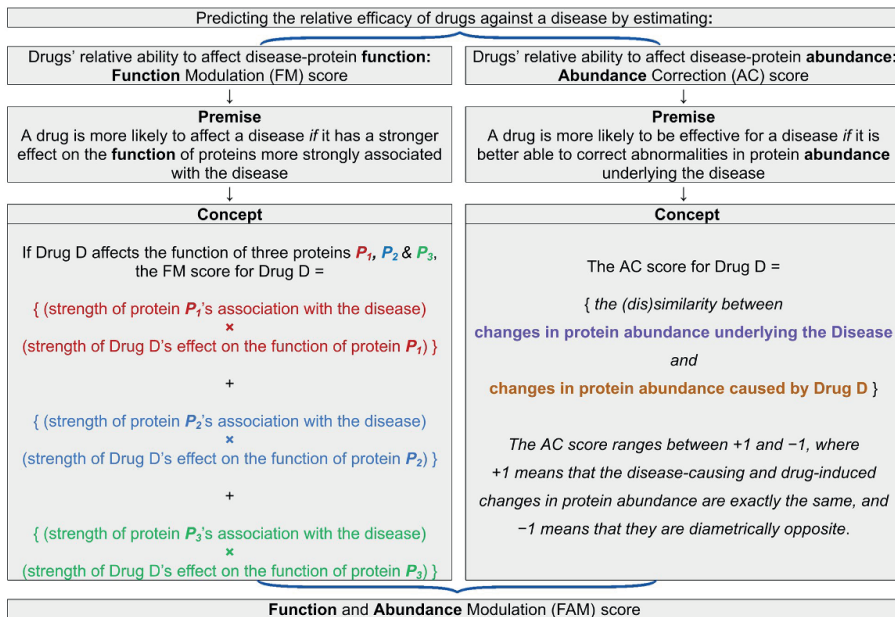 Predicting the relative efficacy of drugs against a disease by estimating:
Drugs' relative ability to affect disease-protein function:
Function Modulation (FM) score
↓
Premise
A drug is more likely to affect a disease if it has a stronger
effect on the function of proteins more strongly associated
with the disease
↓
Concept
If Drug D affects the function of three proteins P1, P2 & P3,
the FM score for Drug D =
{ (strength of protein P1's association with the disease)
×
(strength of Drug D's effect on the function of protein P1) }
+
{ (strength of protein P2's association with the disease)
×
(strength of Drug D's effect on the function of protein P2) }
+
{ (strength of protein P3's association with the disease)
×
(strength of Drug D's effect on the function of protein P3) }
Drugs' relative ability to affect disease-protein abundance:
Abundance Correction (AC) score
↓
Premise
A drug is more likely to be effective for a disease if it is
better able to correct abnormalities in protein abundance
underlying the disease
↓
Concept
The AC score for Drug D =
{ the (dis)similarity between
changes in protein abundance underlying the Disease
and
changes in protein abundance caused by Drug D }
The AC score ranges between +1 and −1, where
+1 means that the disease-causing and drug-induced
changes in protein abundance are exactly the same, and
−1 means that they are diametrically opposite.
Function and Abundance Modulation (FAM) score